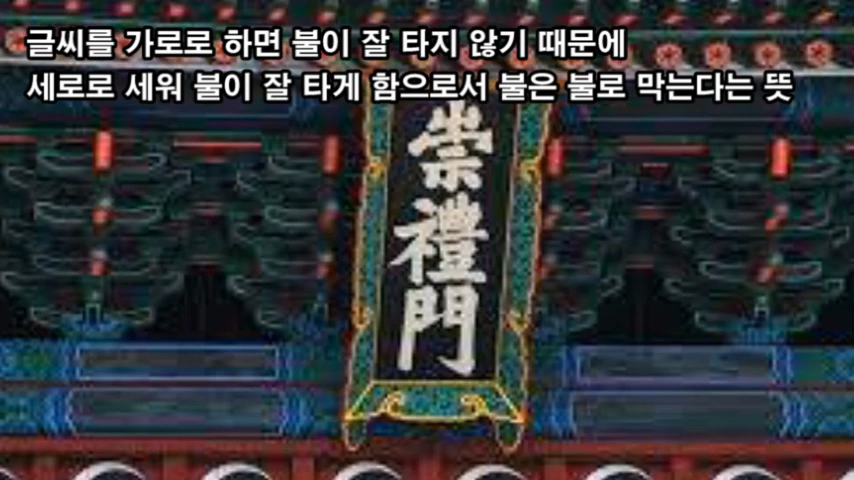 글씨를 가로로 하면 불이 잘 타지 않기 때문에
세로로 세워 불이 잘 타게 함으로서 불은 불로 막는다는 뜻
崇
禮
門